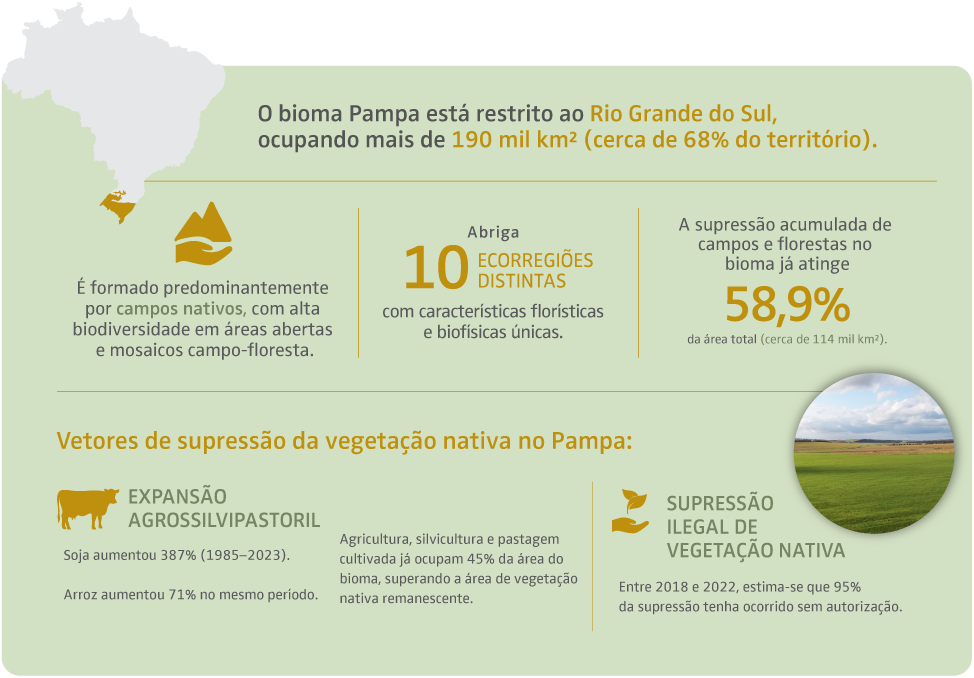 O bioma Pampa está restrito ao Rio Grande do Sul,
ocupando mais de 190 mil km² (cerca de 68% do território).
É formado predominantemente
por campos nativos, com alta
biodiversidade em áreas abertas
e mosaicos campo-floresta.
Abriga
10 ECORREGIÕES
DISTINTAS
com características florísticas
e biofísicas únicas.
A supressão acumulada de
campos e florestas no
bioma já atinge
58,9%
da área total (cerca de 114 mil km²).
Vetores de supressão da vegetação nativa no Pampa:
EXPANSÃO
AGROSSILVIPASTORIL
Soja aumentou 387% (1985–2023).
Arroz aumentou 71% no mesmo período.
Agricultura, silvicultura e pastagem
cultivada já ocupam 45% da área do
bioma, superando a área de vegetação
nativa remanescente.
SUPRESSÃO
ILEGAL DE
VEGETAÇÃO NATIVA
Entre 2018 e 2022, estima-se que 95%
da supressão tenha ocorrido sem autorização.